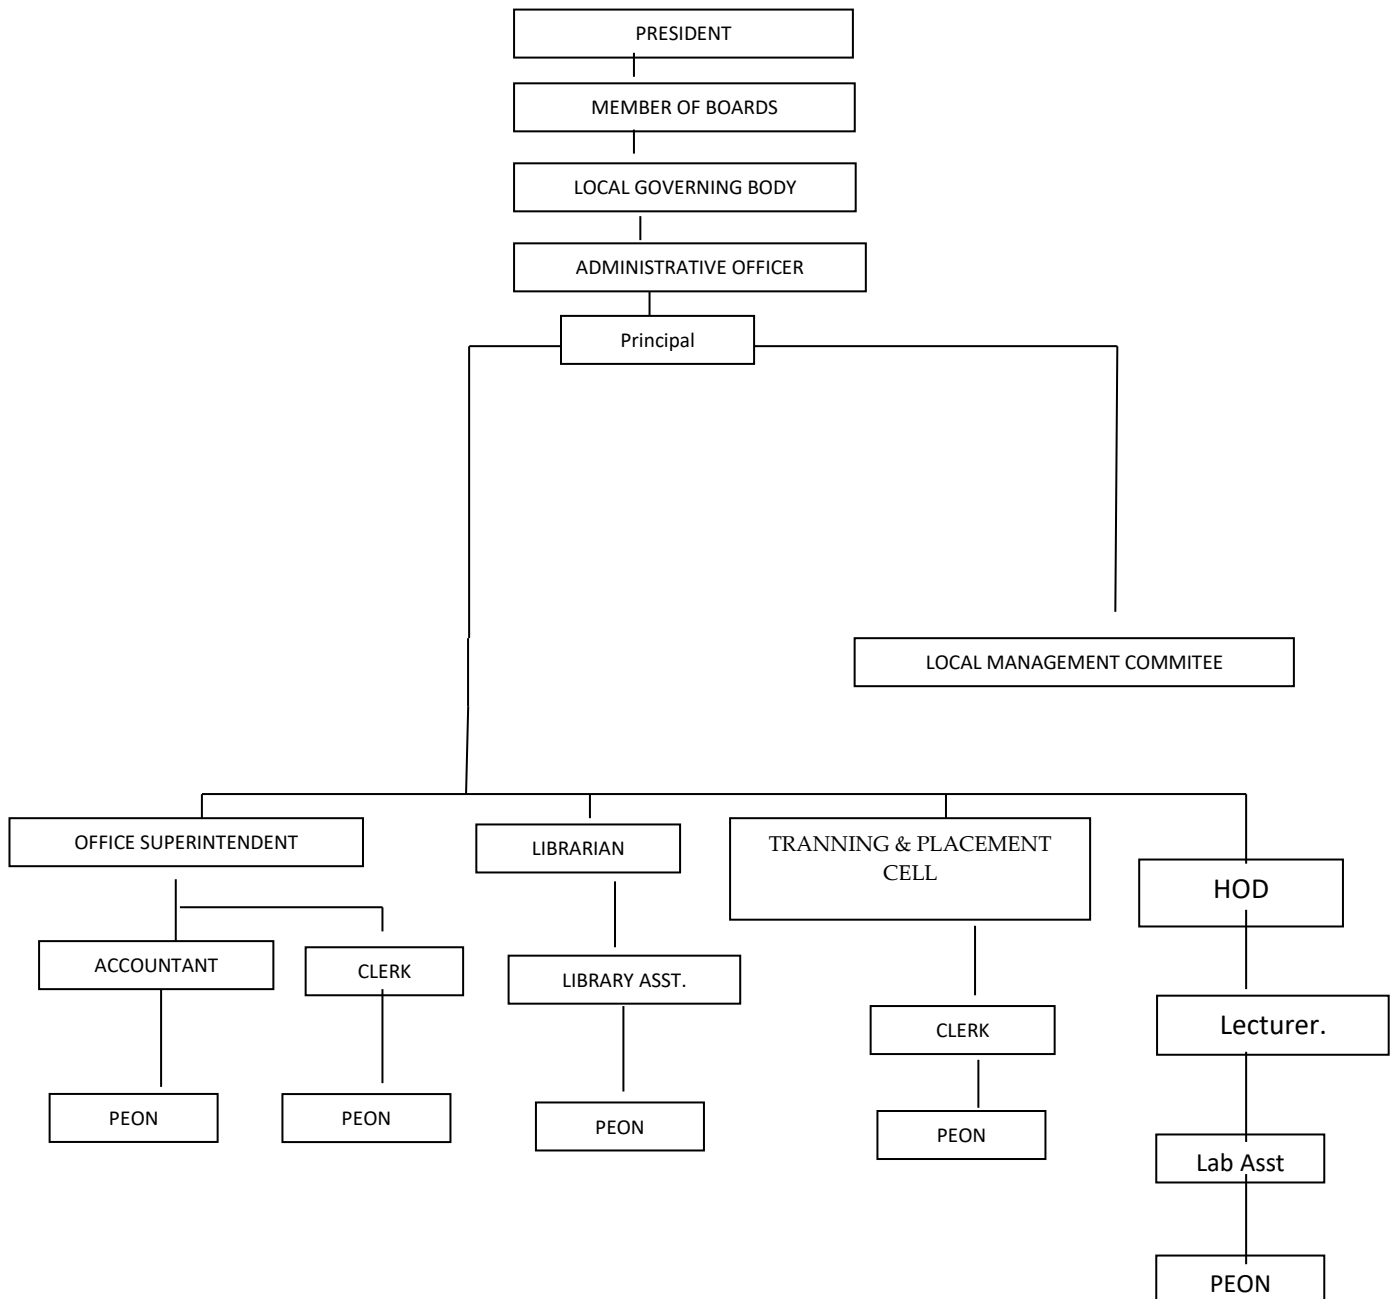 PRESIDENT
MEMBER OF BOARDS
LOCAL GOVERNING BODY
ADMINISTRATIVE OFFICER
Principal
LOCAL MANAGEMENT COMMITEE
OFFICE SUPERINTENDENT
LIBRARIAN
TRANNING & PLACEMENT
CELL
HOD
ACCOUNTANT
CLERK
LIBRARY ASST.
CLERK
Lecturer.
PEON
PEON
PEON
PEON
Lab Asst
PEON